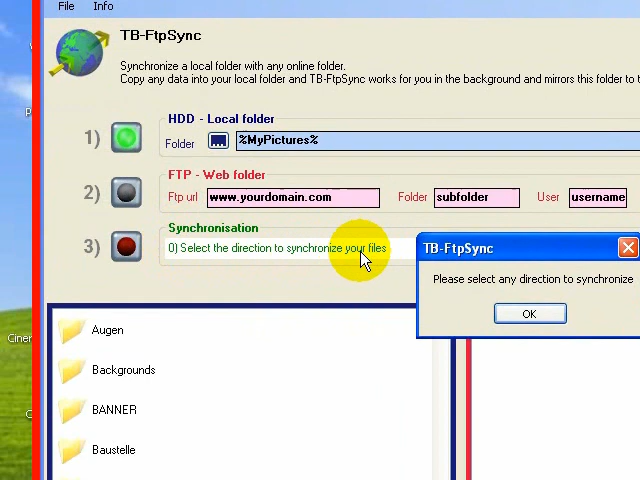 File Info
TB-FtpSync
Synchronize a local folder with any online folder.
Copy any data into your local folder and TB-FtpSync works for you in the background and mirrors this folder to t
HDD - Local folder
1)
Folder
%MyPictures%
FTP - Web folder
2)
Ftp url www.yourdomain.com Folder subfolder User username
Synchronisation
3)
0) Select the direction to synchronize your files
TB-FtpSync
Please select any direction to synchronize
OK
Augen
Backgrounds
BANNER
Baustelle
Ciner